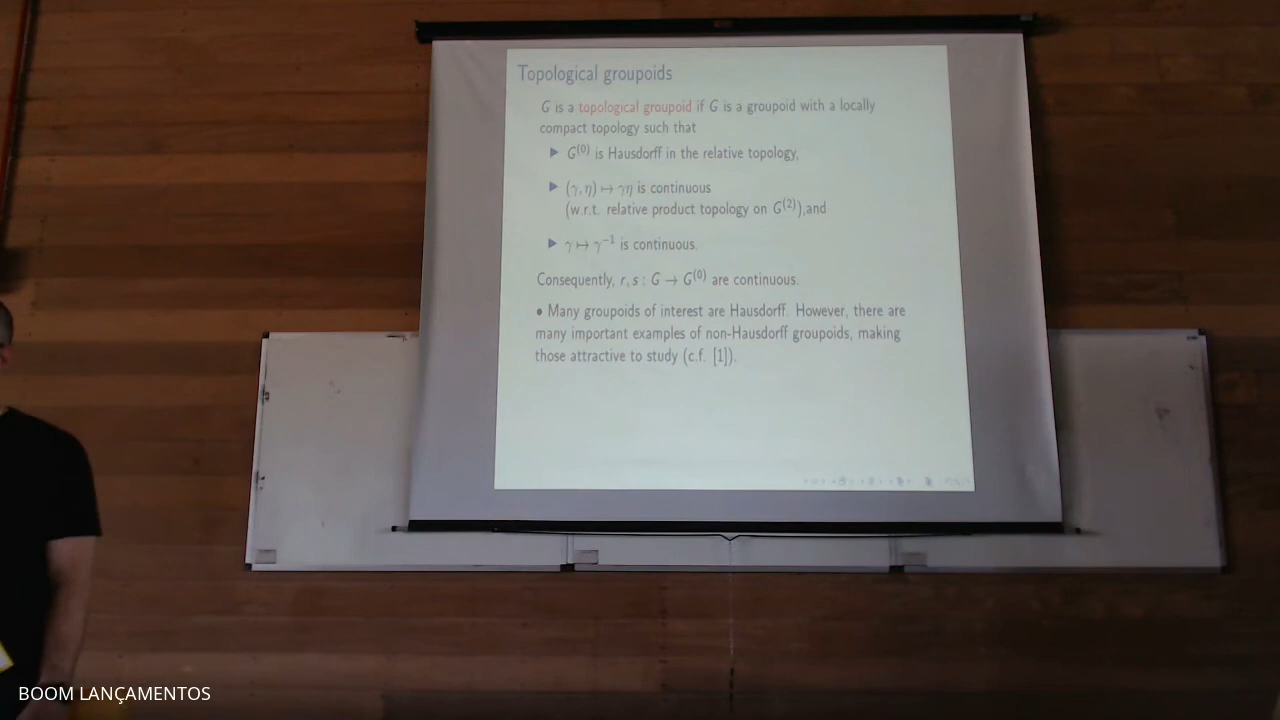 Topological groupoids
G is a topological groupoid if G is a groupoid with a locally
compact topology such that
▶ G⁽⁰⁾ is Hausdorff in the relative topology,
▶ (γ, η) ↦ γη is continuous
(w.r.t. relative product topology on G⁽²⁾),and
▶ γ ↦ γ⁻¹ is continuous.
Consequently, r, s : G → G⁽⁰⁾ are continuous.
• Many groupoids of interest are Hausdorff. However, there are
many important examples of non-Hausdorff groupoids, making
those attractive to study (c.f. [1]).
BOOM LANÇAMENTOS